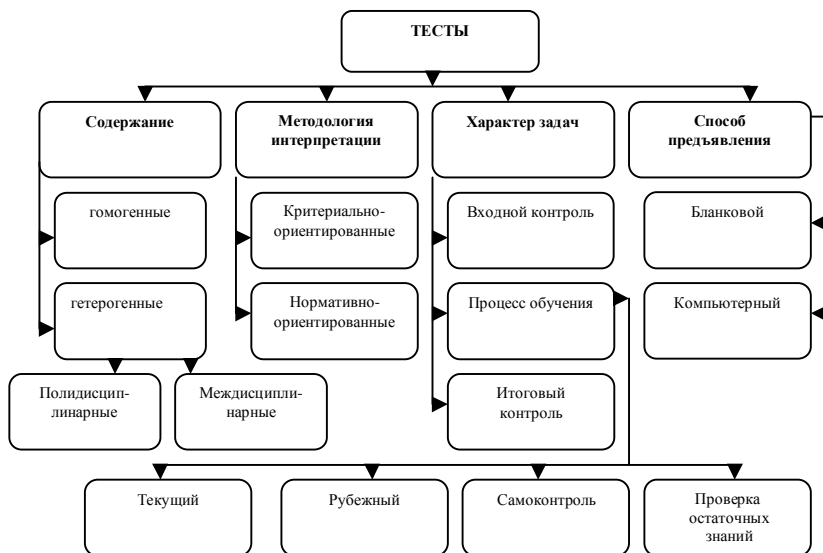 ТЕСТЫ
Содержание
Методология
интерпретации
Характер задач
Способ
предъявления
гомогенные
Критериально-
ориентированные
Входной контроль
Бланковой
гетерогенные
Нормативно-
ориентированные
Процесс обучения
Компьютерный
Полидисцип-
линарные
Междисципли-
нарные
Итоговый
контроль
Текущий
Рубежный
Самоконтроль
Проверка
остаточных
знаний